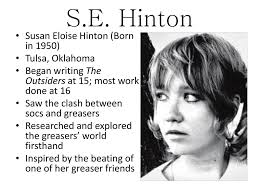 S.E. Hinton
• Susan Eloise Hinton (Born
in 1950)
• Tulsa, Oklahoma
• Began writing The
Outsiders at 15; most work
done at 16
• Saw the clash between
socs and greasers
• Researched and explored
the greasers’ world
firsthand
• Inspired by the beating of
one of her greaser friends